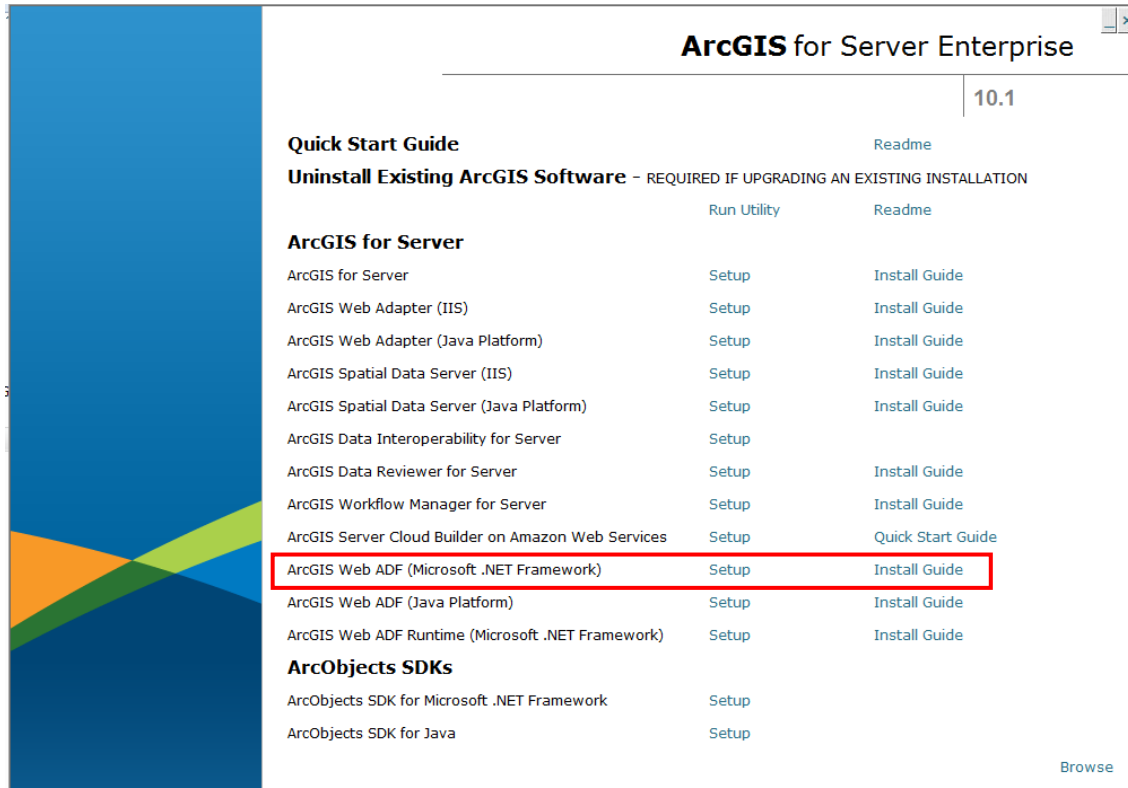 ArcGIS for Server Enterprise
10.1
Quick Start Guide Readme
Uninstall Existing ArcGIS Software - REQUIRED IF UPGRADING AN EXISTING INSTALLATION
Run Utility Readme
ArcGIS for Server
ArcGIS for Server Setup Install Guide
ArcGIS Web Adapter (IIS) Setup Install Guide
ArcGIS Web Adapter (Java Platform) Setup Install Guide
ArcGIS Spatial Data Server (IIS) Setup Install Guide
ArcGIS Spatial Data Server (Java Platform) Setup Install Guide
ArcGIS Data Interoperability for Server Setup
ArcGIS Data Reviewer for Server Setup Install Guide
ArcGIS Workflow Manager for Server Setup Install Guide
ArcGIS Server Cloud Builder on Amazon Web Services Setup Quick Start Guide
ArcGIS Web ADF (Microsoft .NET Framework) Setup Install Guide
ArcGIS Web ADF (Java Platform) Setup Install Guide
ArcGIS Web ADF Runtime (Microsoft .NET Framework) Setup Install Guide
ArcObjects SDKs
ArcObjects SDK for Microsoft .NET Framework Setup
ArcObjects SDK for Java Setup
Browse